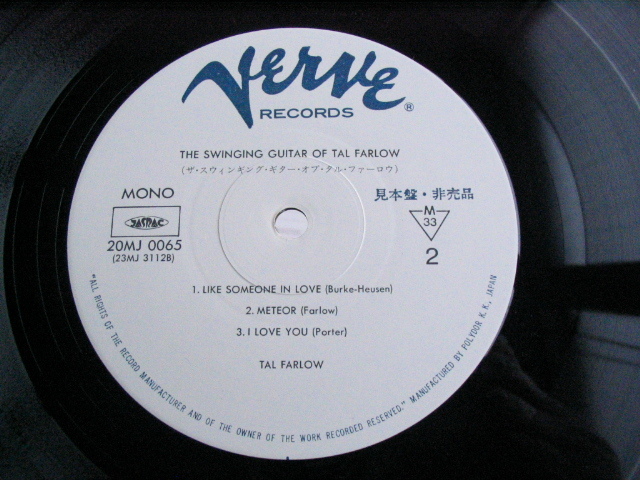 Verve
RECORDS ®
THE SWINGING GUITAR OF TAL FARLOW
(ザ・スウィンギング・ギター・オブ・タル・ファーロウ)
MONO
見本盤・非売品
JASRAC
M
33
20MJ 0065
(23MJ 3112B)
2
1. LIKE SOMEONE IN LOVE (Burke-Heusen)
2. METEOR (Farlow)
3. I LOVE YOU (Porter)
TAL FARLOW
"ALL RIGHTS OF THE RECORD MANUFACTURER AND OF THE OWNER OF THE WORK RECORDED RESERVED." MANUFACTURED BY POLYDOR K.K., JAPAN